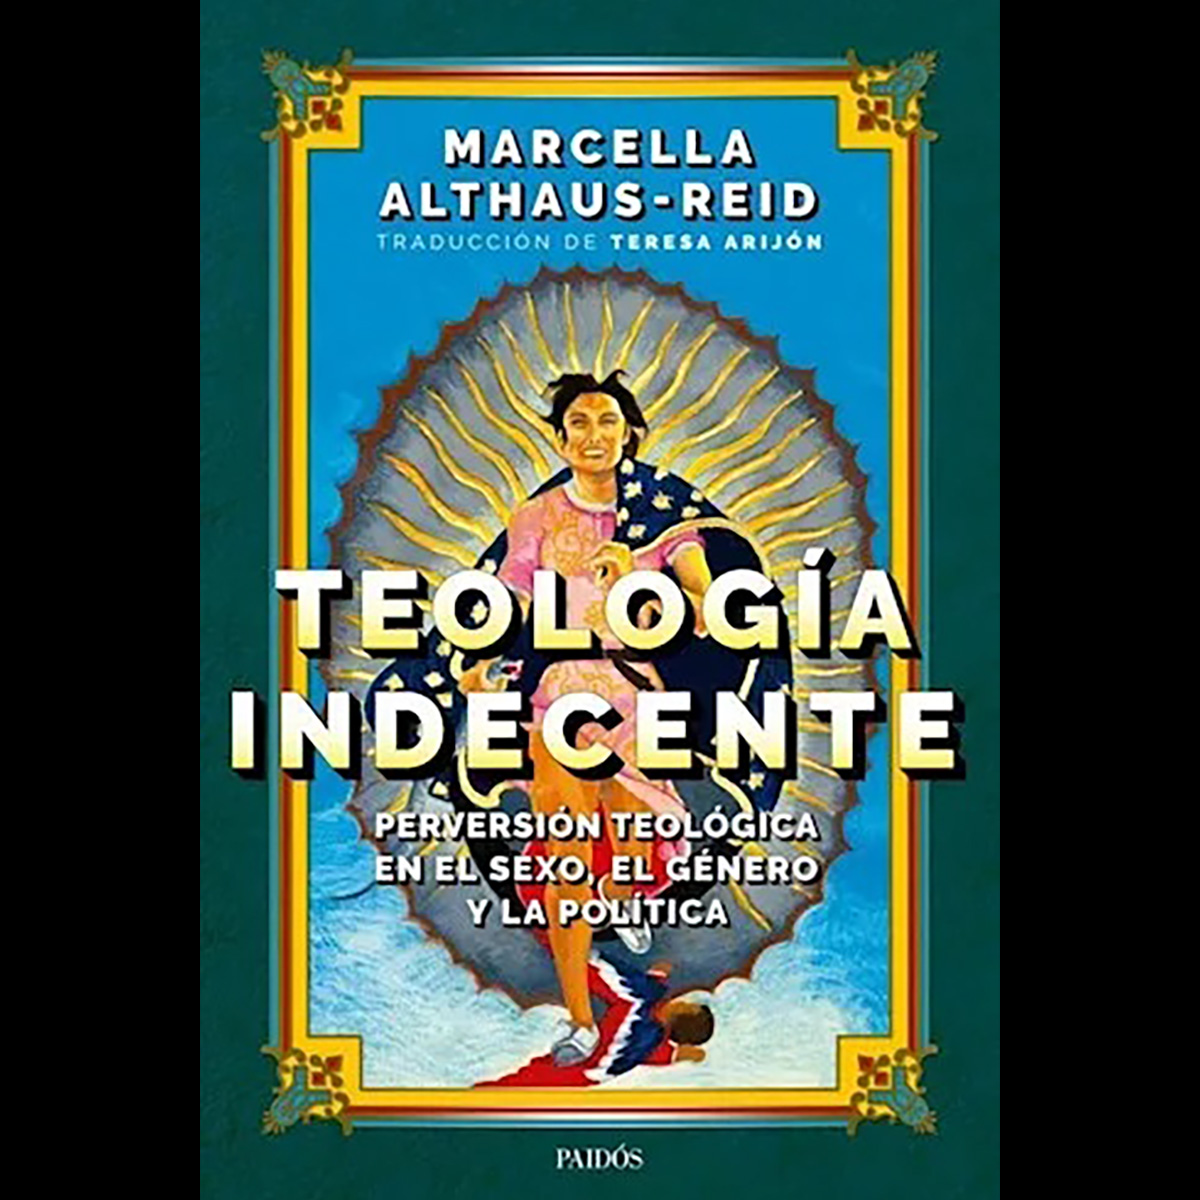 MARCELLA
ALTHAUS-REID
TRADUCCIÓN DE TERESA ARIJÓN
TEOLOGÍA
INDECENTE
PERVERSIÓN TEOLÓGICA
EN EL SEXO, EL GÉNERO
Y LA POLÍTICA
PAIDÓS